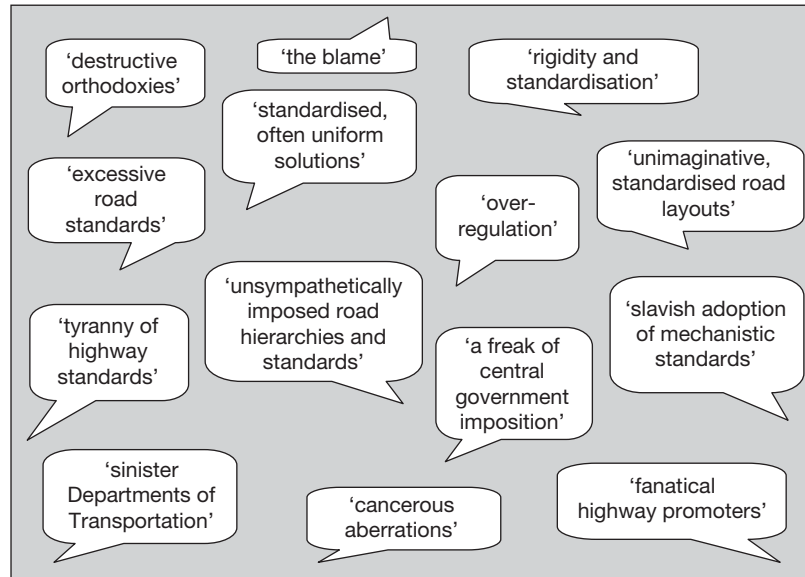 ‘destructive
orthodoxies’
‘the blame’
‘rigidity and
standardisation’
‘standardised,
often uniform
solutions’
‘unimaginative,
standardised road
layouts’
‘excessive
road
standards’
‘over-
regulation’
‘unsympathetically
imposed road
hierarchies and
standards’
‘slavish adoption
of mechanistic
standards’
‘tyranny of
highway
standards’
‘a freak of
central
government
imposition’
‘sinister
Departments of
Transportation’
‘cancerous
aberrations’
‘fanatical
highway promoters’